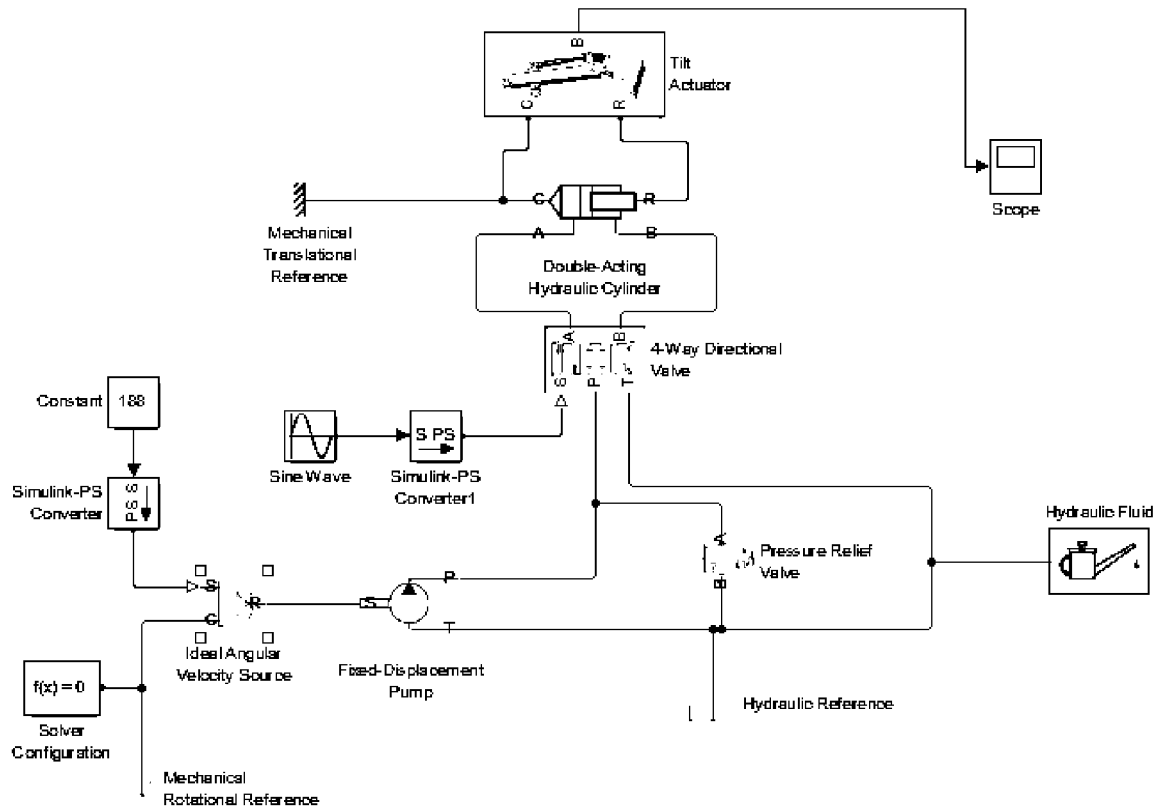 B
Tilt
Actuator
C
R
C
R
Scope
Mechanical
Translational
Reference
A
B
Double-Acting
Hydraulic Cylinder
A
B
4-Way Directional
Valve
S
P
T
Constant
188
S PS
Sine Wave
Simulink-PS
Converter1
Simulink-PS
Converter
PS S
Hydraulic Fluid
A
Pressure Relief
Valve
B
P
S
R
S
C
T
T
Ideal Angular
Velocity Source
Fixed-Displacement
Pump
f(x) = 0
Hydraulic Reference
Solver
Configuration
Mechanical
Rotational Reference